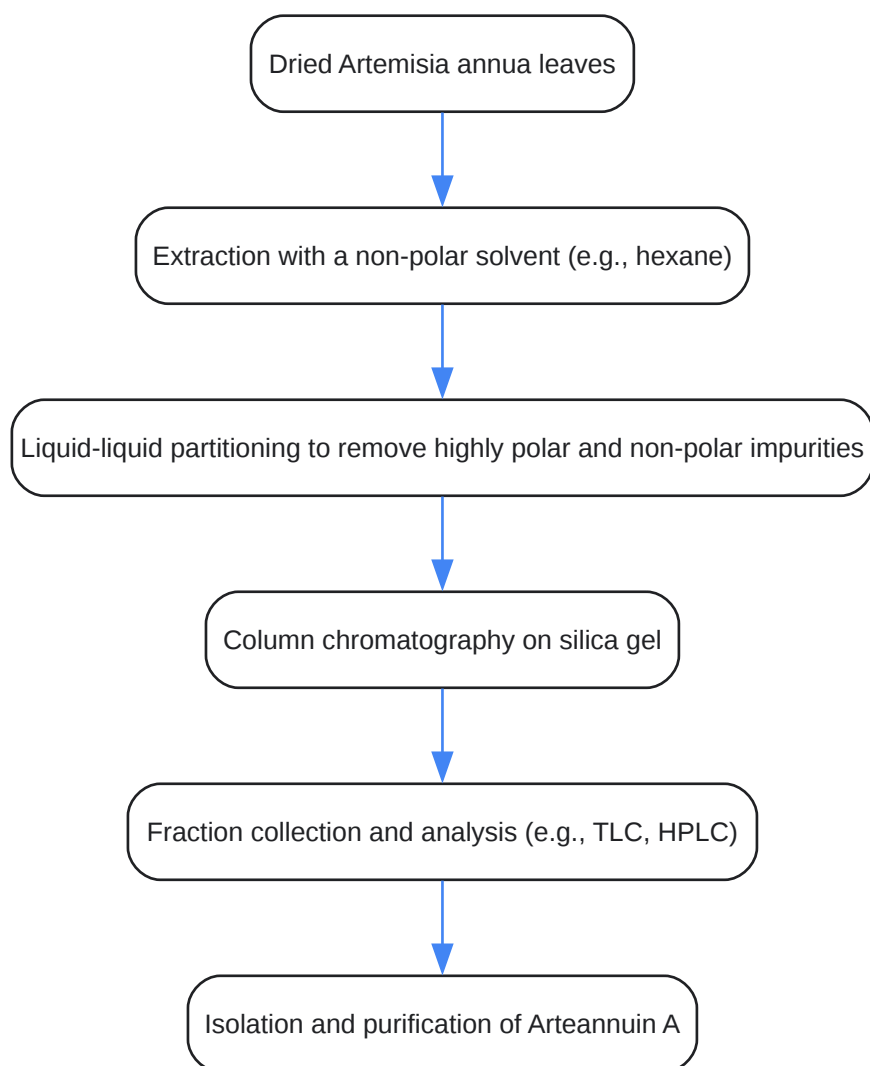 Dried Artemisia annua leaves
Extraction with a non-polar solvent (e.g., hexane)
Liquid-liquid partitioning to remove highly polar and non-polar impurities
Column chromatography on silica gel
Fraction collection and analysis (e.g., TLC, HPLC)
Isolation and purification of Arteannuin A